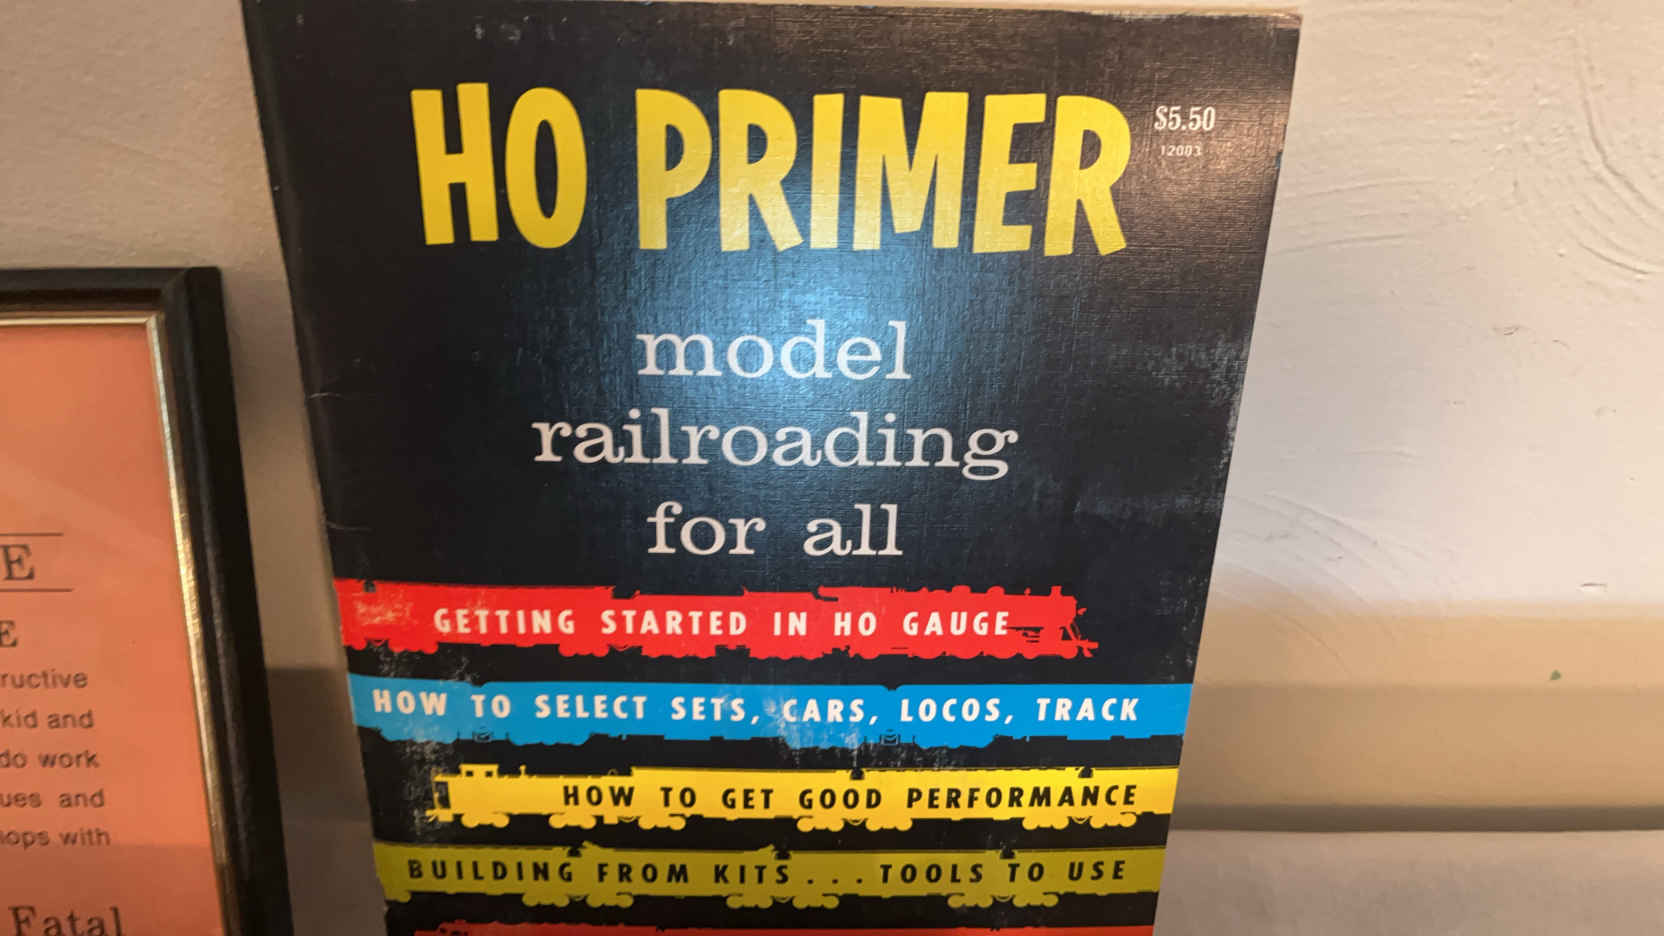 HO PRIMER
$5.50
12003
model
railroading
for all
GETTING STARTED IN HO GAUGE
HOW TO SELECT SETS, CARS, LOCOS, TRACK
HOW TO GET GOOD PERFORMANCE
BUILDING FROM KITS... TOOLS TO USE
E
E
ructive
kid and
do work
ues and
ops with
Fatal